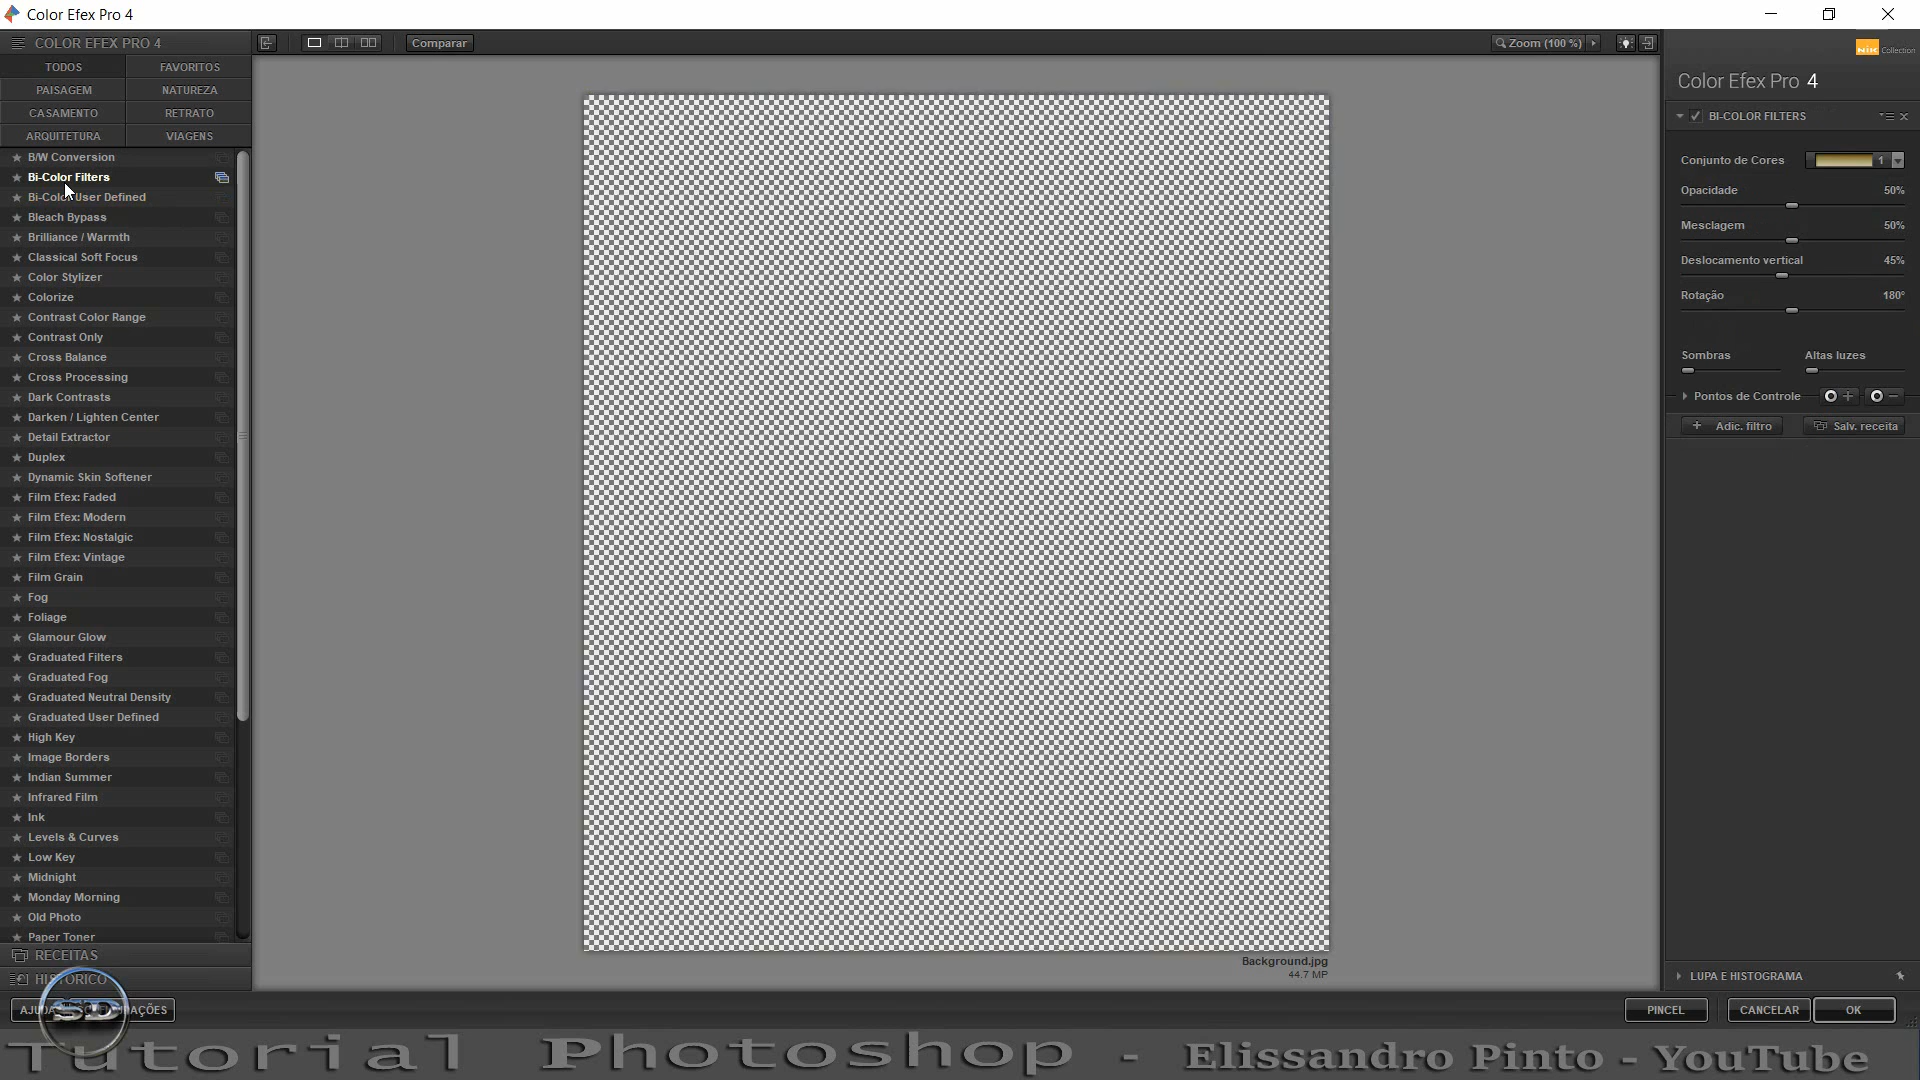 Color Efex Pro 4
COLOR EFEX PRO 4
Comparar
Zoom (100 %)
Nik Collection
TODOS
FAVORITOS
PAISAGEM
NATUREZA
CASAMENTO
RETRATO
ARQUITETURA
VIAGENS
B/W Conversion
Bi-Color Filters
Bi-Color User Defined
Bleach Bypass
Brilliance / Warmth
Classical Soft Focus
Color Stylizer
Colorize
Contrast Color Range
Contrast Only
Cross Balance
Cross Processing
Dark Contrasts
Darken / Lighten Center
Detail Extractor
Duplex
Dynamic Skin Softener
Film Efex: Faded
Film Efex: Modern
Film Efex: Nostalgic
Film Efex: Vintage
Film Grain
Fog
Foliage
Glamour Glow
Graduated Filters
Graduated Fog
Graduated Neutral Density
Graduated User Defined
High Key
Image Borders
Indian Summer
Infrared Film
Ink
Levels & Curves
Low Key
Midnight
Monday Morning
Old Photo
Paper Toner
RECEITAS
HISTÓRICO
Background.jpg
44.7 MP
Color Efex Pro 4
BI-COLOR FILTERS
Conjunto de Cores 1
Opacidade 50%
Mesclagem 50%
Deslocamento vertical 45%
Rotação 180°
Sombras Altas luzes
Pontos de Controle
Adic. filtro Salv. receita
LUPA E HISTOGRAMA
AJUDA
SD
PINCEL
CANCELAR
OK
Tutorial Photoshop - Elissandro Pinto - YouTube